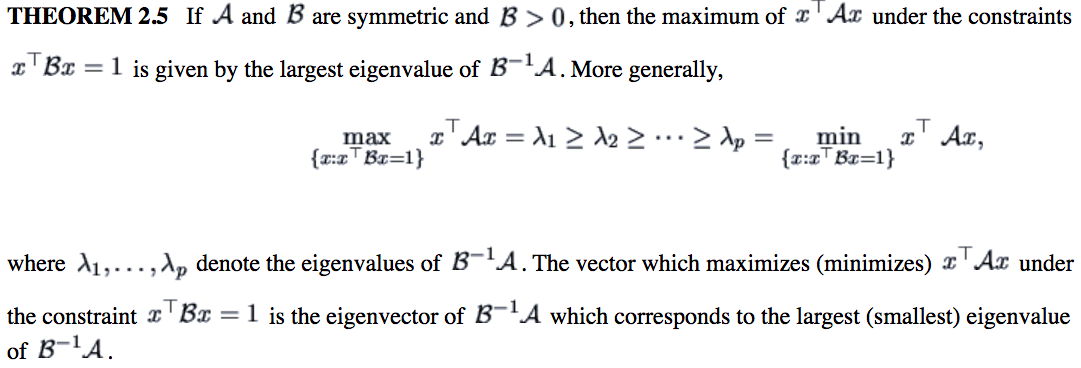 THEOREM 2.5 If 𝒜 and ℬ are symmetric and ℬ > 0, then the maximum of x⊤𝒜x under the constraints
x⊤ℬx = 1 is given by the largest eigenvalue of ℬ⁻¹𝒜. More generally,
max x⊤𝒜x = λ₁ ≥ λ₂ ≥ ⋯ ≥ λₚ = min x⊤ 𝒜x,
{x:x⊤ℬx=1} {x:x⊤ℬx=1}
where λ₁,...,λₚ denote the eigenvalues of ℬ⁻¹𝒜. The vector which maximizes (minimizes) x⊤𝒜x under
the constraint x⊤ℬx = 1 is the eigenvector of ℬ⁻¹𝒜 which corresponds to the largest (smallest) eigenvalue
of ℬ⁻¹𝒜.